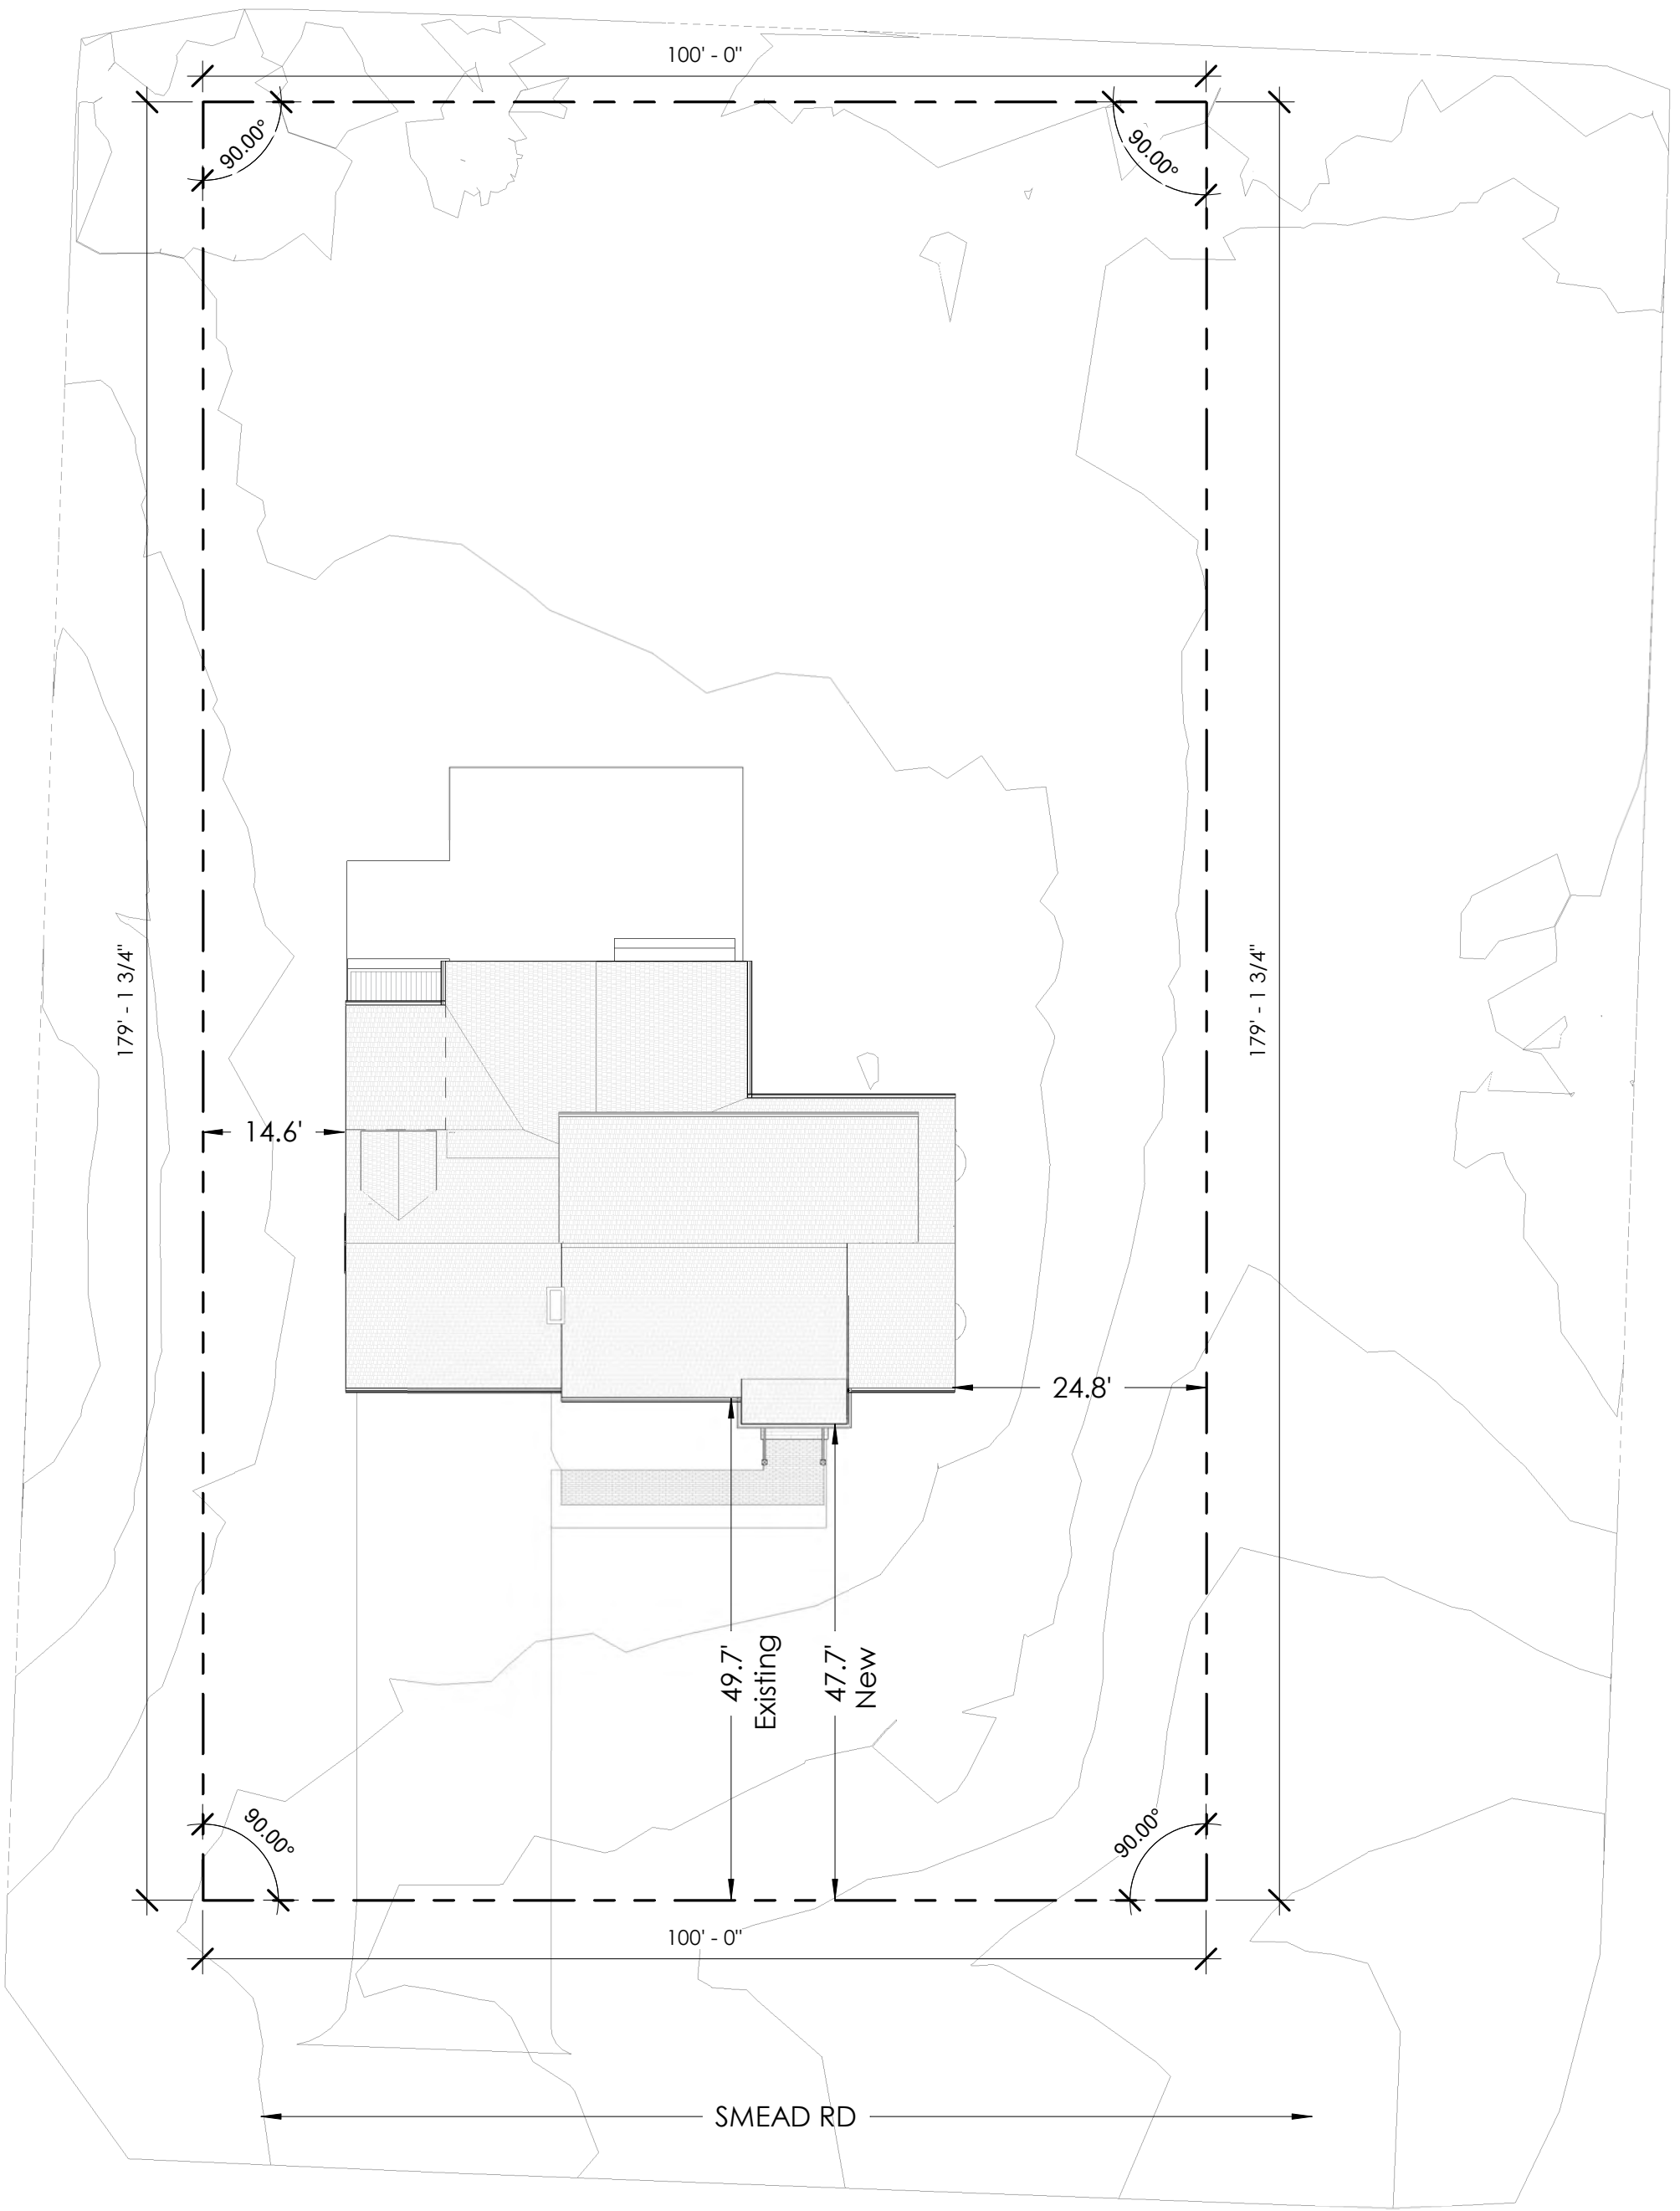 100' - 0"
90.00°
90.00°
179' - 1 3/4"
179' - 1 3/4"
14.6'
24.8'
49.7'
Existing
47.7'
New
90.00°
90.00°
100' - 0"
SMEAD RD